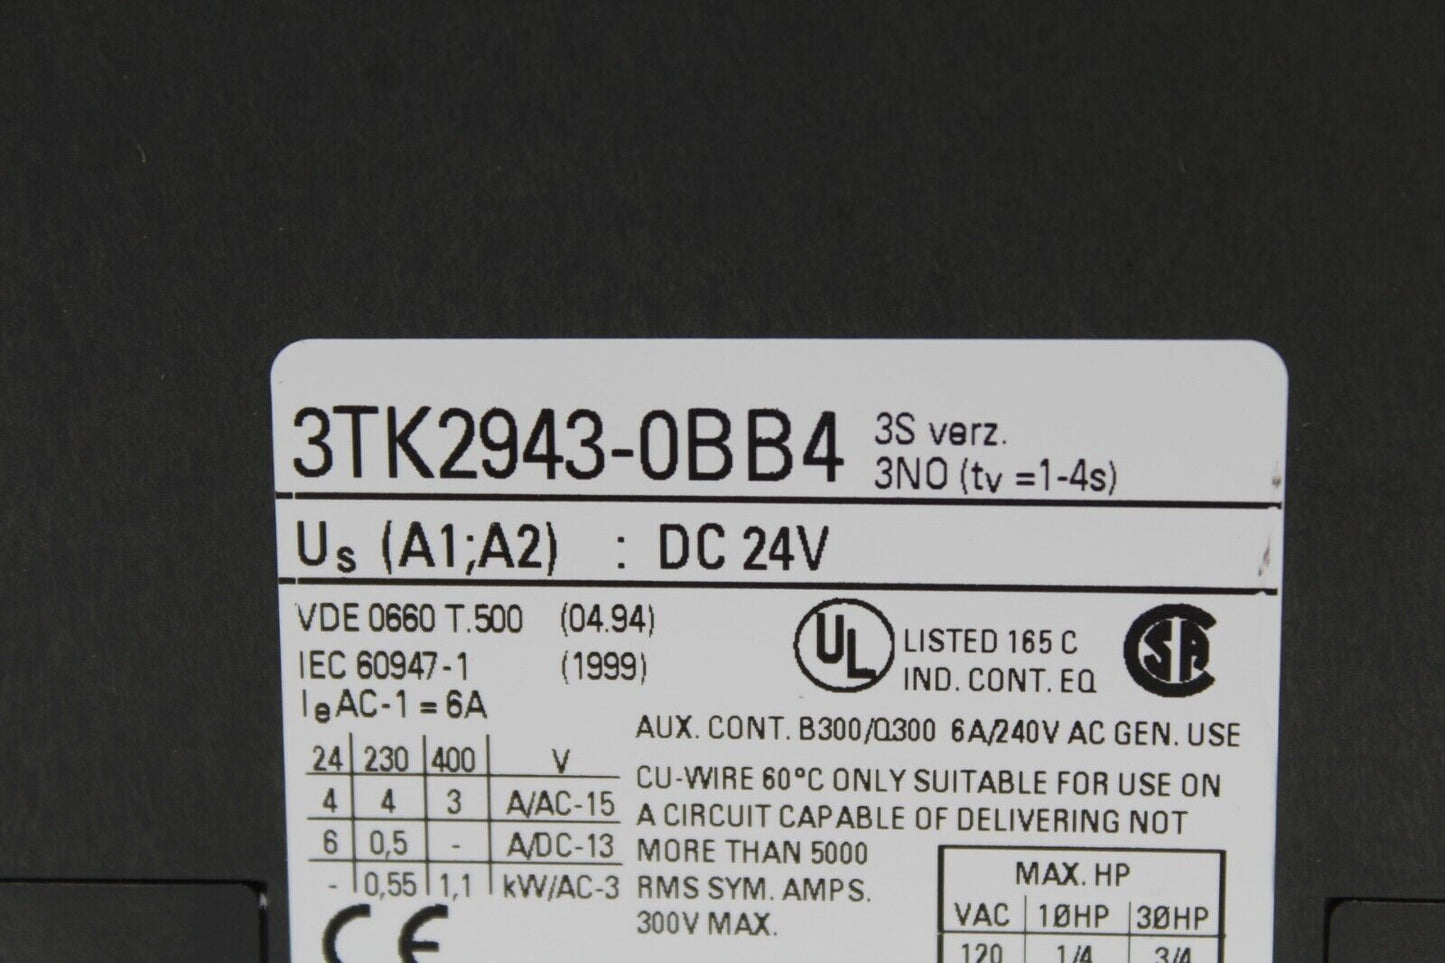 3TK2943-0BB4 3S verz.
3NO (tv =1-4s)
Us (A1;A2) : DC 24V
VDE 0660 T.500 (04.94)
IEC 60947-1 (1999)
IeAC-1 = 6A
UL LISTED 165 C
IND. CONT. EQ
SA
AUX. CONT. B300/Q300 6A/240V AC GEN. USE
24 230 400 V
4 4 3 A/AC-15
6 0,5 - A/DC-13
- 0,55 1,1 kW/AC-3
CU-WIRE 60°C ONLY SUITABLE FOR USE ON
A CIRCUIT CAPABLE OF DELIVERING NOT
MORE THAN 5000
RMS SYM. AMPS.
300V MAX.
MAX. HP
VAC 1ØHP 3ØHP
120 1/4 3/4
CE